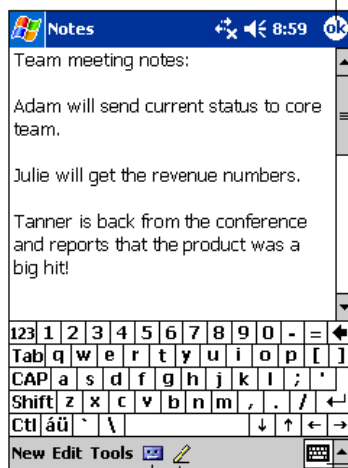 Notes 8:59 ok
Team meeting notes:
Adam will send current status to core
team.
Julie will get the revenue numbers.
Tanner is back from the conference
and reports that the product was a
big hit!
123 1 2 3 4 5 6 7 8 9 0 - =
Tab q w e r t y u i o p [ ]
CAP a s d f g h j k l ; '
Shift z x c v b n m , . /
Ctl áü ` \
New Edit Tools